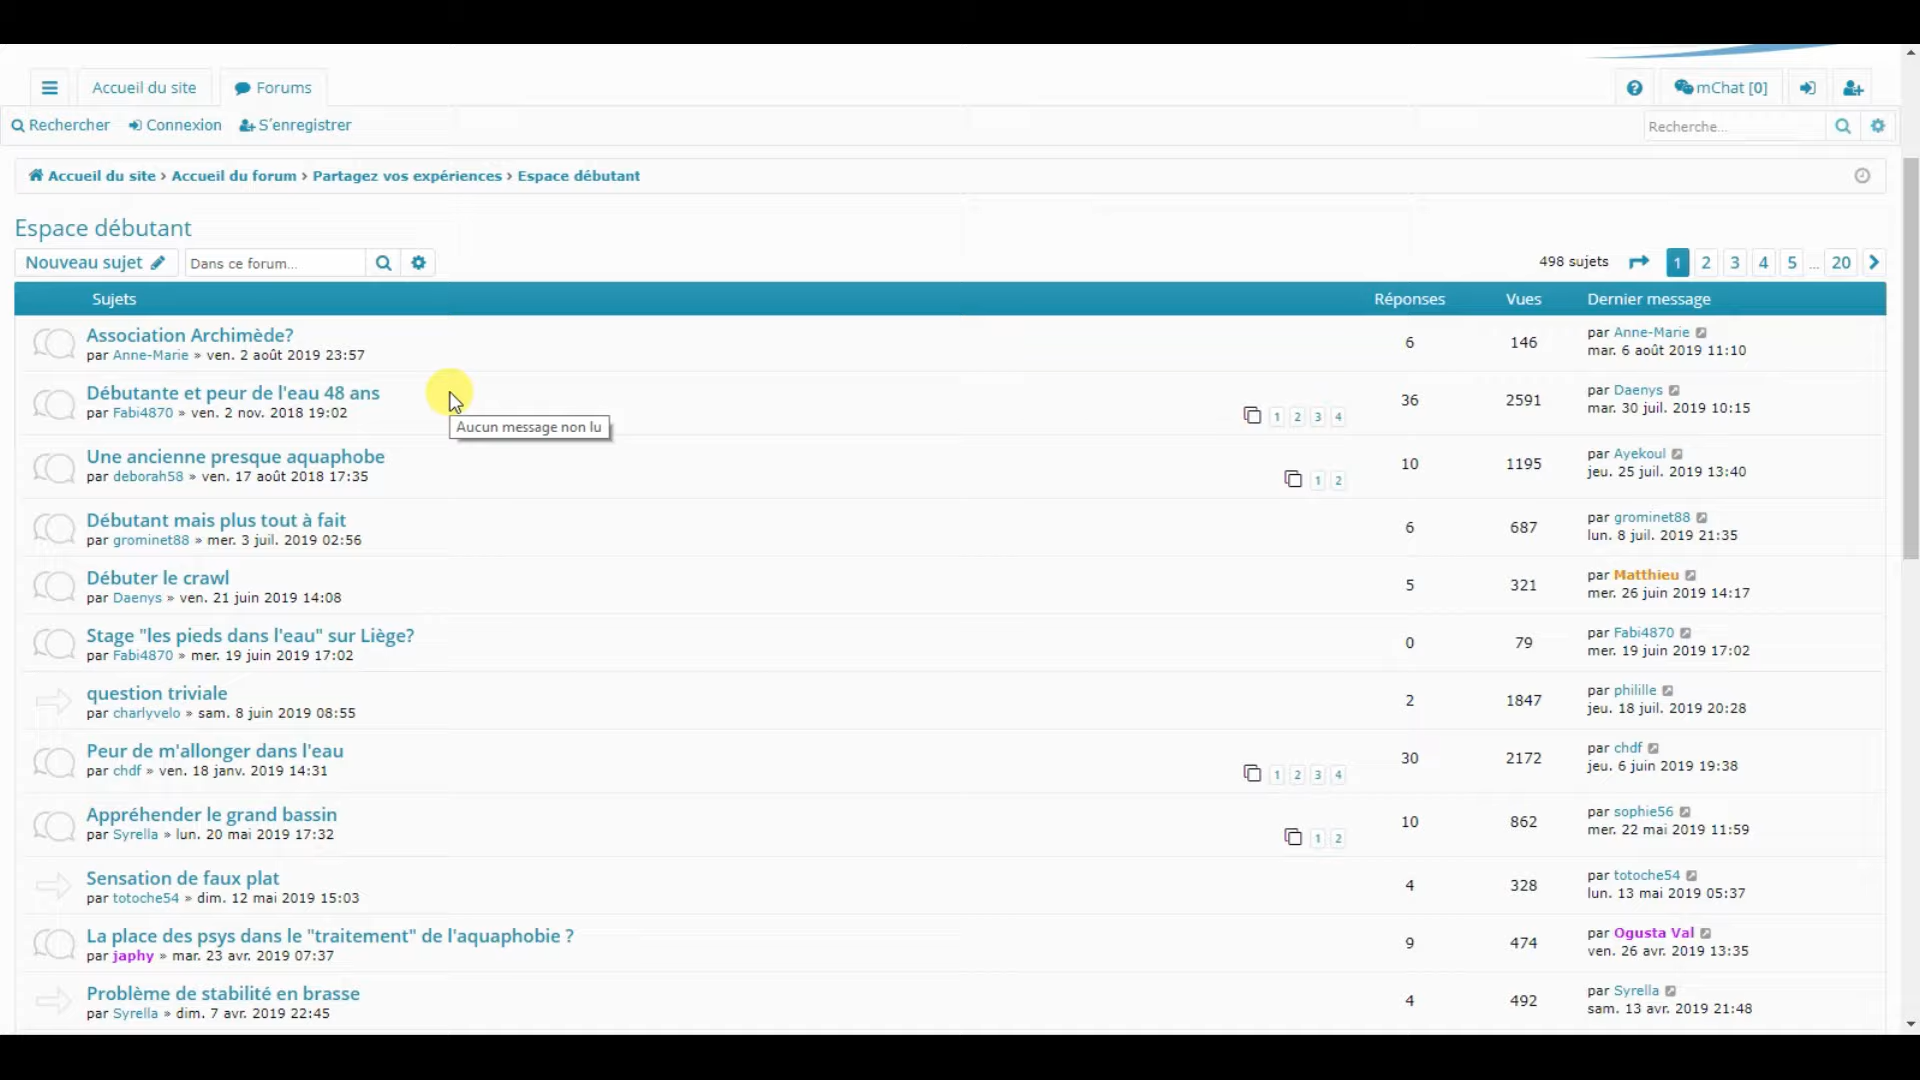 Accueil du site
Forums
mChat [0]
Rechercher
Connexion
S'enregistrer
Recherche...
Accueil du site › Accueil du forum › Partagez vos expériences › Espace débutant
Espace débutant
Nouveau sujet
Dans ce forum...
498 sujets 1 2 3 4 5 ... 20
Sujets Réponses Vues Dernier message
Association Archimède?
par Anne-Marie » ven. 2 août 2019 23:57
6
146
par Anne-Marie
mar. 6 août 2019 11:10
Débutante et peur de l'eau 48 ans
par Fabi4870 » ven. 2 nov. 2018 19:02
Aucun message non lu
1 2 3 4
36
2591
par Daenys
mar. 30 juil. 2019 10:15
Une ancienne presque aquaphobe
par deborah58 » ven. 17 août 2018 17:35
1 2
10
1195
par Ayekoul
jeu. 25 juil. 2019 13:40
Débutant mais plus tout à fait
par grominet88 » mer. 3 juil. 2019 02:56
6
687
par grominet88
lun. 8 juil. 2019 21:35
Débuter le crawl
par Daenys » ven. 21 juin 2019 14:08
5
321
par Matthieu
mer. 26 juin 2019 14:17
Stage "les pieds dans l'eau" sur Liège?
par Fabi4870 » mer. 19 juin 2019 17:02
0
79
par Fabi4870
mer. 19 juin 2019 17:02
question triviale
par charlyvelo » sam. 8 juin 2019 08:55
2
1847
par philille
jeu. 18 juil. 2019 20:28
Peur de m'allonger dans l'eau
par chdf » ven. 18 janv. 2019 14:31
1 2 3 4
30
2172
par chdf
jeu. 6 juin 2019 19:38
Appréhender le grand bassin
par Syrella » lun. 20 mai 2019 17:32
1 2
10
862
par sophie56
mer. 22 mai 2019 11:59
Sensation de faux plat
par totoche54 » dim. 12 mai 2019 15:03
4
328
par totoche54
lun. 13 mai 2019 05:37
La place des psys dans le "traitement" de l'aquaphobie ?
par japhy » mar. 23 avr. 2019 07:37
9
474
par Ogusta Val
ven. 26 avr. 2019 13:35
Problème de stabilité en brasse
par Syrella » dim. 7 avr. 2019 22:45
4
492
par Syrella
sam. 13 avr. 2019 21:48